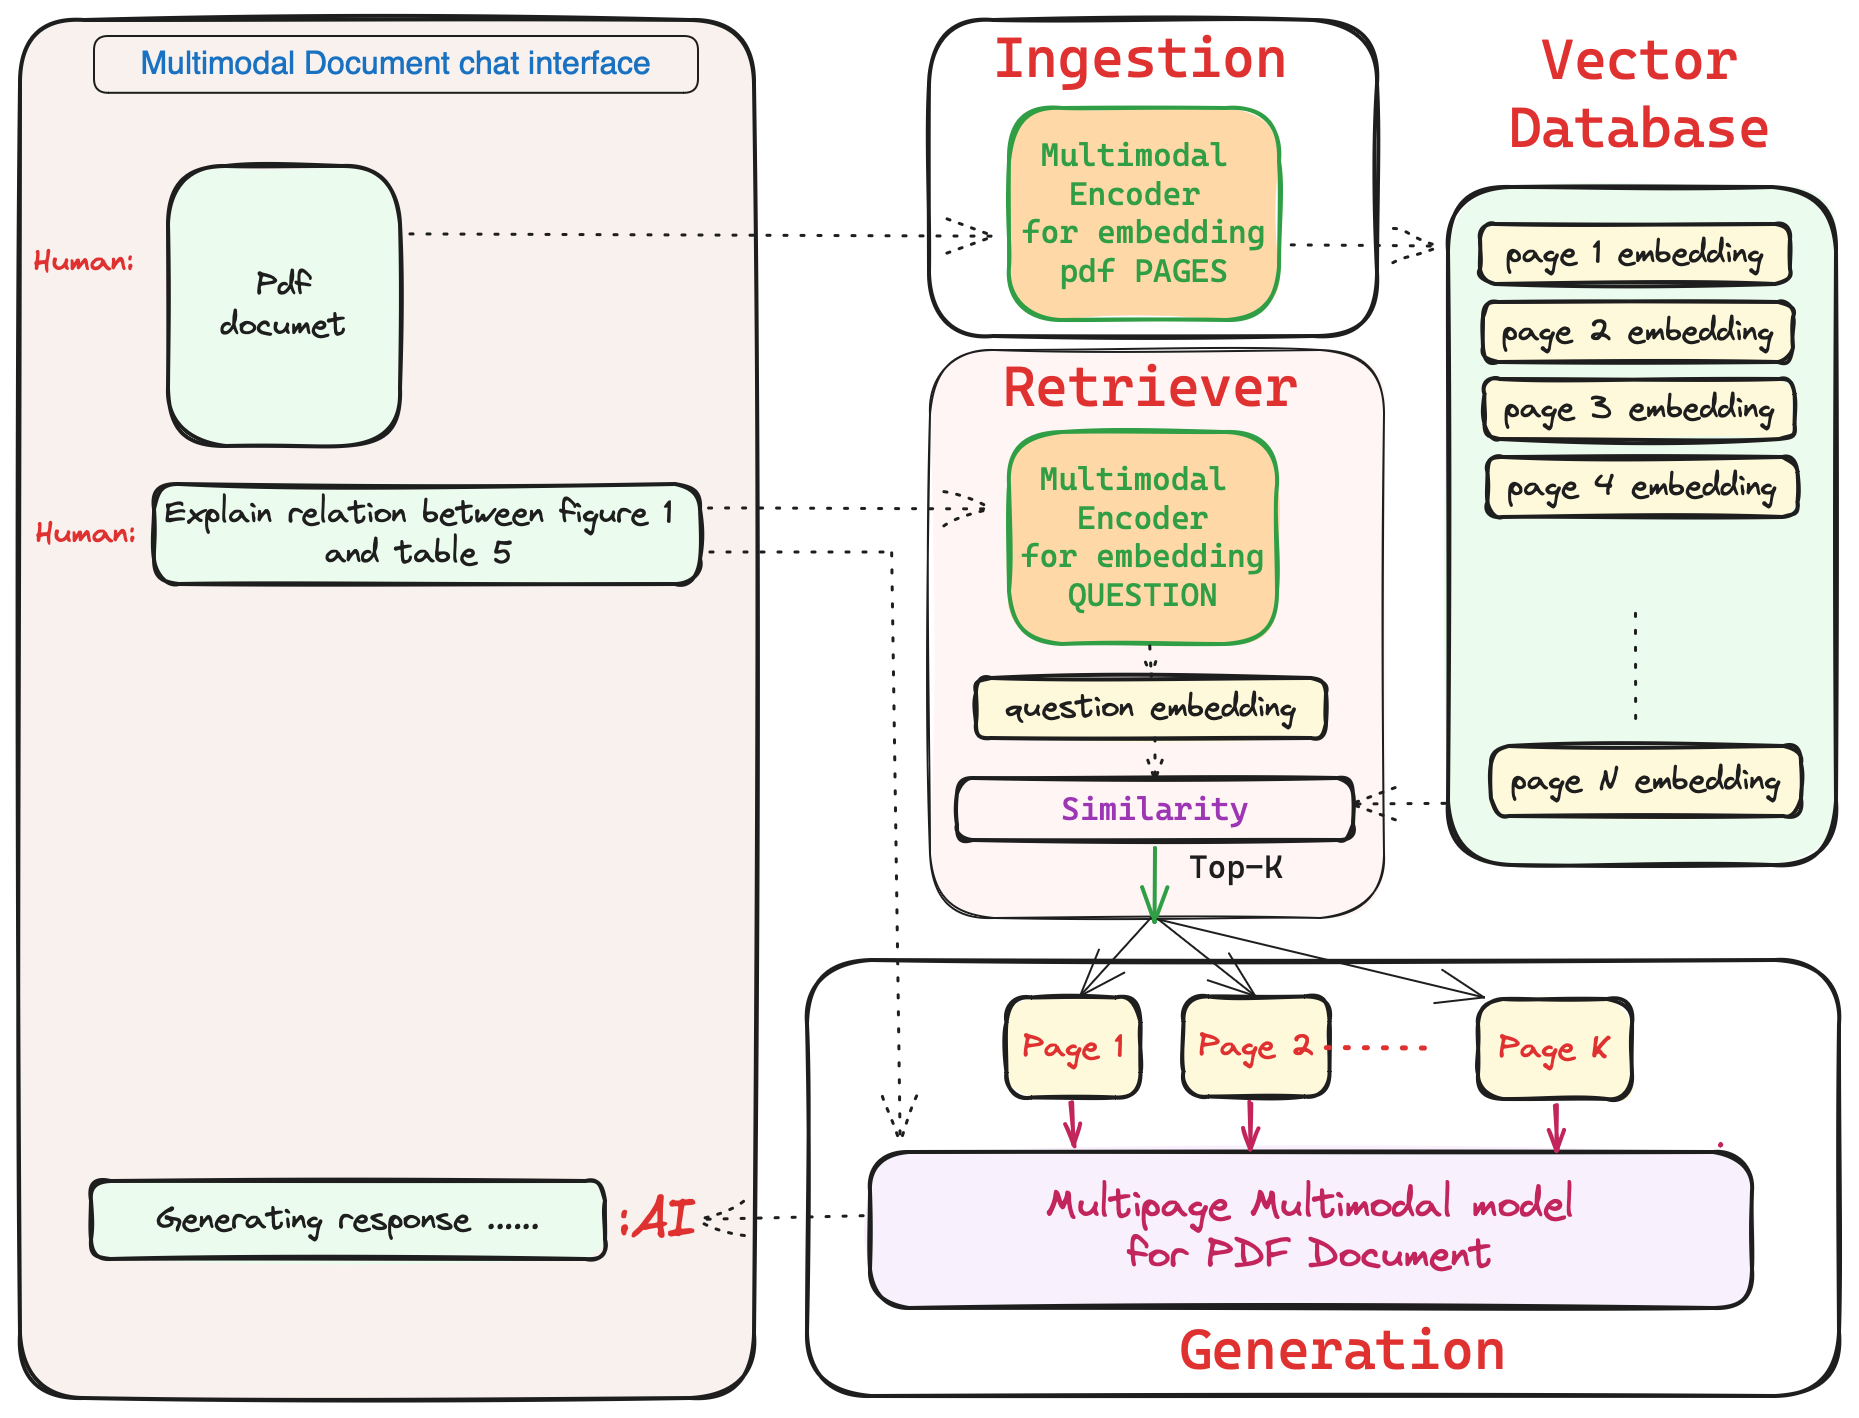 Multimodal Document chat interface
Human:
Pdf
documet
Human:
Explain relation between figure 1
and table 5
Generating response ......
:AI
Ingestion
Multimodal
Encoder
for embedding
pdf PAGES
Retriever
Multimodal
Encoder
for embedding
QUESTION
question embedding
Similarity
Top-K
Vector
Database
page 1 embedding
page 2 embedding
page 3 embedding
page 4 embedding
page N embedding
Page 1
Page 2
Page K
Multipage Multimodal model
for PDF Document
Generation